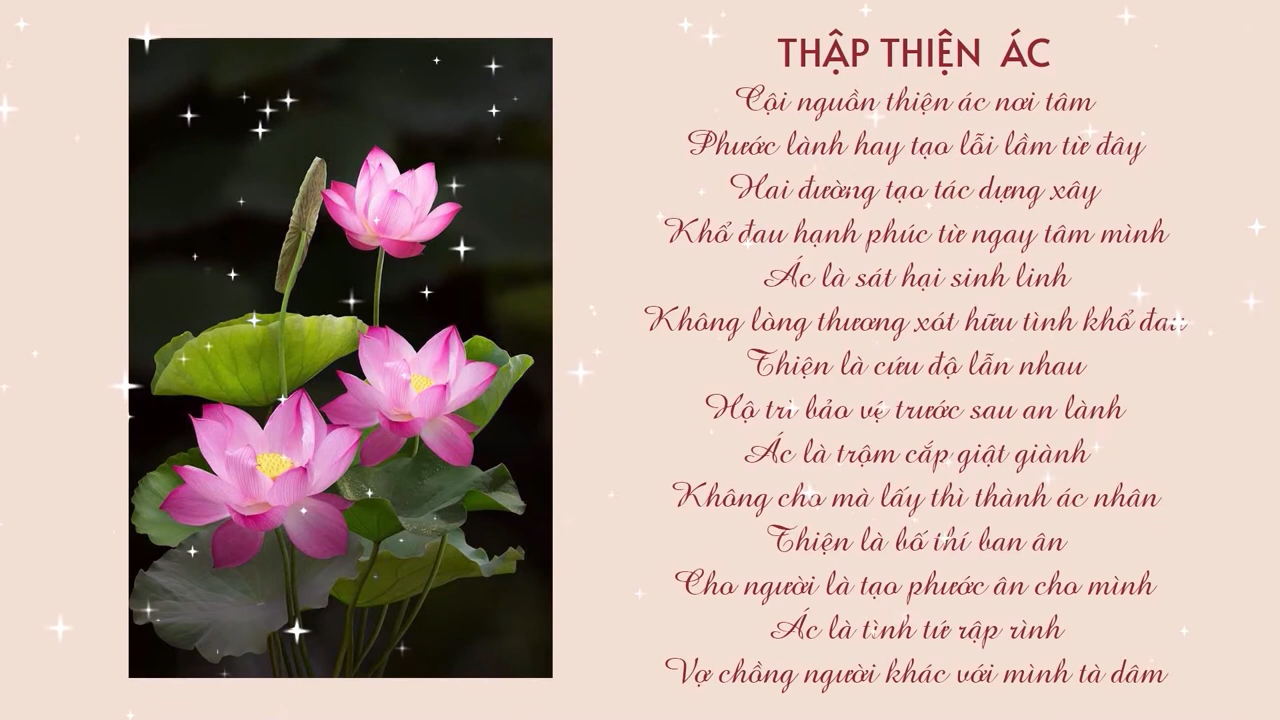 THẬP THIỆN ÁC
Cội nguồn thiện ác nơi tâm
Phước lành hay tạo lỗi lầm từ đây
Hai đường tạo tác dựng xây
Khổ đau hạnh phúc từ ngay tâm mình
Ác là sát hại sinh linh
Không lòng thương xót hữu tình khổ đau
Thiện là cứu độ lẫn nhau
Hộ trì bảo vệ trước sau an lành
Ác là trộm cắp giật giành
Không cho mà lấy thì thành ác nhân
Thiện là bố thí ban ân
Cho người là tạo phước ân cho mình
Ác là tình tứ rập rình
Vợ chồng người khác với mình tà dâm